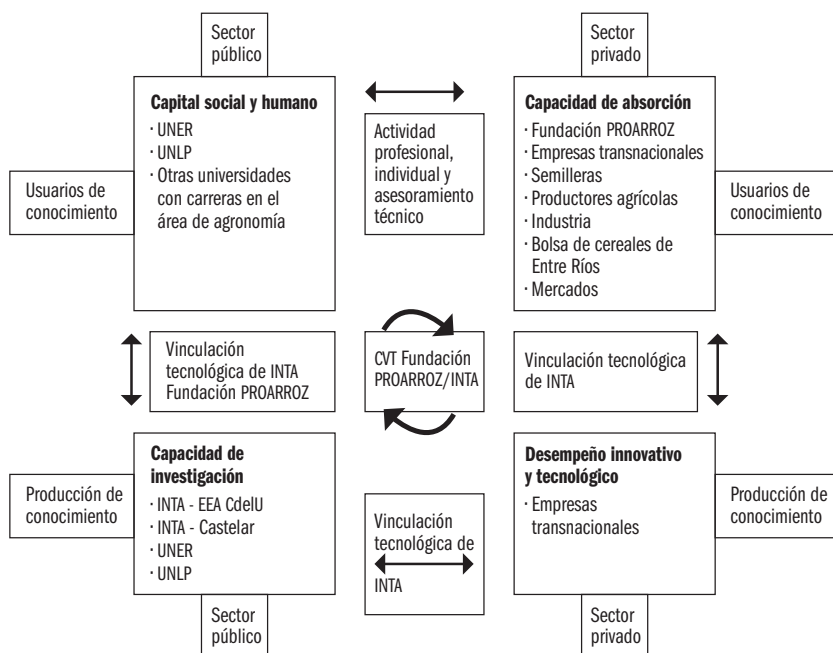 Sector
público
Sector
privado
Capital social y humano
· UNER
· UNLP
· Otras universidades
con carreras en el
área de agronomía
Usuarios de
conocimiento
Actividad
profesional,
individual y
asesoramiento
técnico
Capacidad de absorción
· Fundación PROARROZ
· Empresas transnacionales
· Semilleras
· Productores agrícolas
· Industria
· Bolsa de cereales de
Entre Ríos
· Mercados
Usuarios de
conocimiento
Vinculación
tecnológica de INTA
Fundación PROARROZ
CVT Fundación
PROARROZ/INTA
Vinculación tecnológica
de INTA
Capacidad de
investigación
· INTA - EEA CdelU
· INTA - Castelar
· UNER
· UNLP
Producción de
conocimiento
Vinculación
tecnológica de
INTA
Desempeño innovativo
y tecnológico
· Empresas
transnacionales
Producción de
conocimiento
Sector
público
Sector
privado